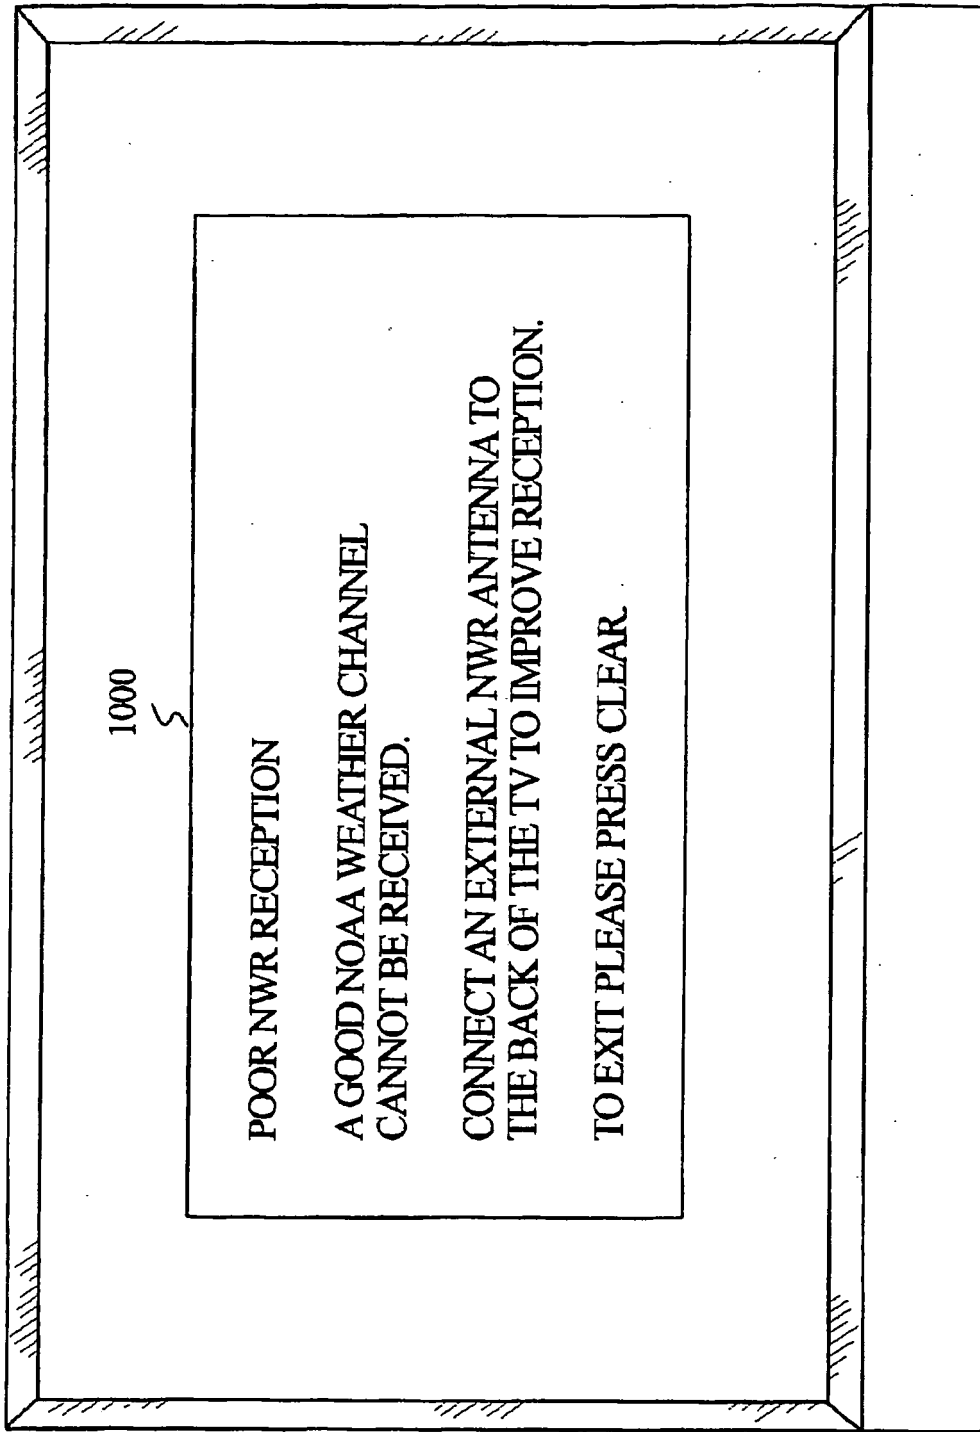 1000
POOR NWR RECEPTION
A GOOD NOAA WEATHER CHANNEL
CANNOT BE RECEIVED.
CONNECT AN EXTERNAL NWR ANTENNA TO
THE BACK OF THE TV TO IMPROVE RECEPTION.
TO EXIT PLEASE PRESS CLEAR.